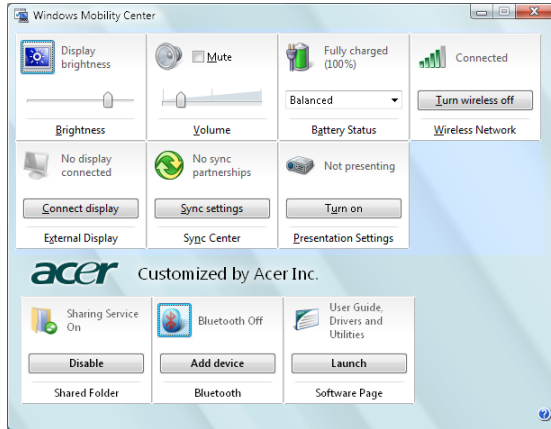 Windows Mobility Center
Display
brightness
Brightness
Mute
Volume
Fully charged
(100%)
Balanced
Battery Status
Connected
Turn wireless off
Wireless Network
No display
connected
Connect display
External Display
No sync
partnerships
Sync settings
Sync Center
Not presenting
Turn on
Presentation Settings
acer Customized by Acer Inc.
Sharing Service
On
Disable
Shared Folder
Bluetooth Off
Add device
Bluetooth
User Guide,
Drivers and
Utilities
Launch
Software Page